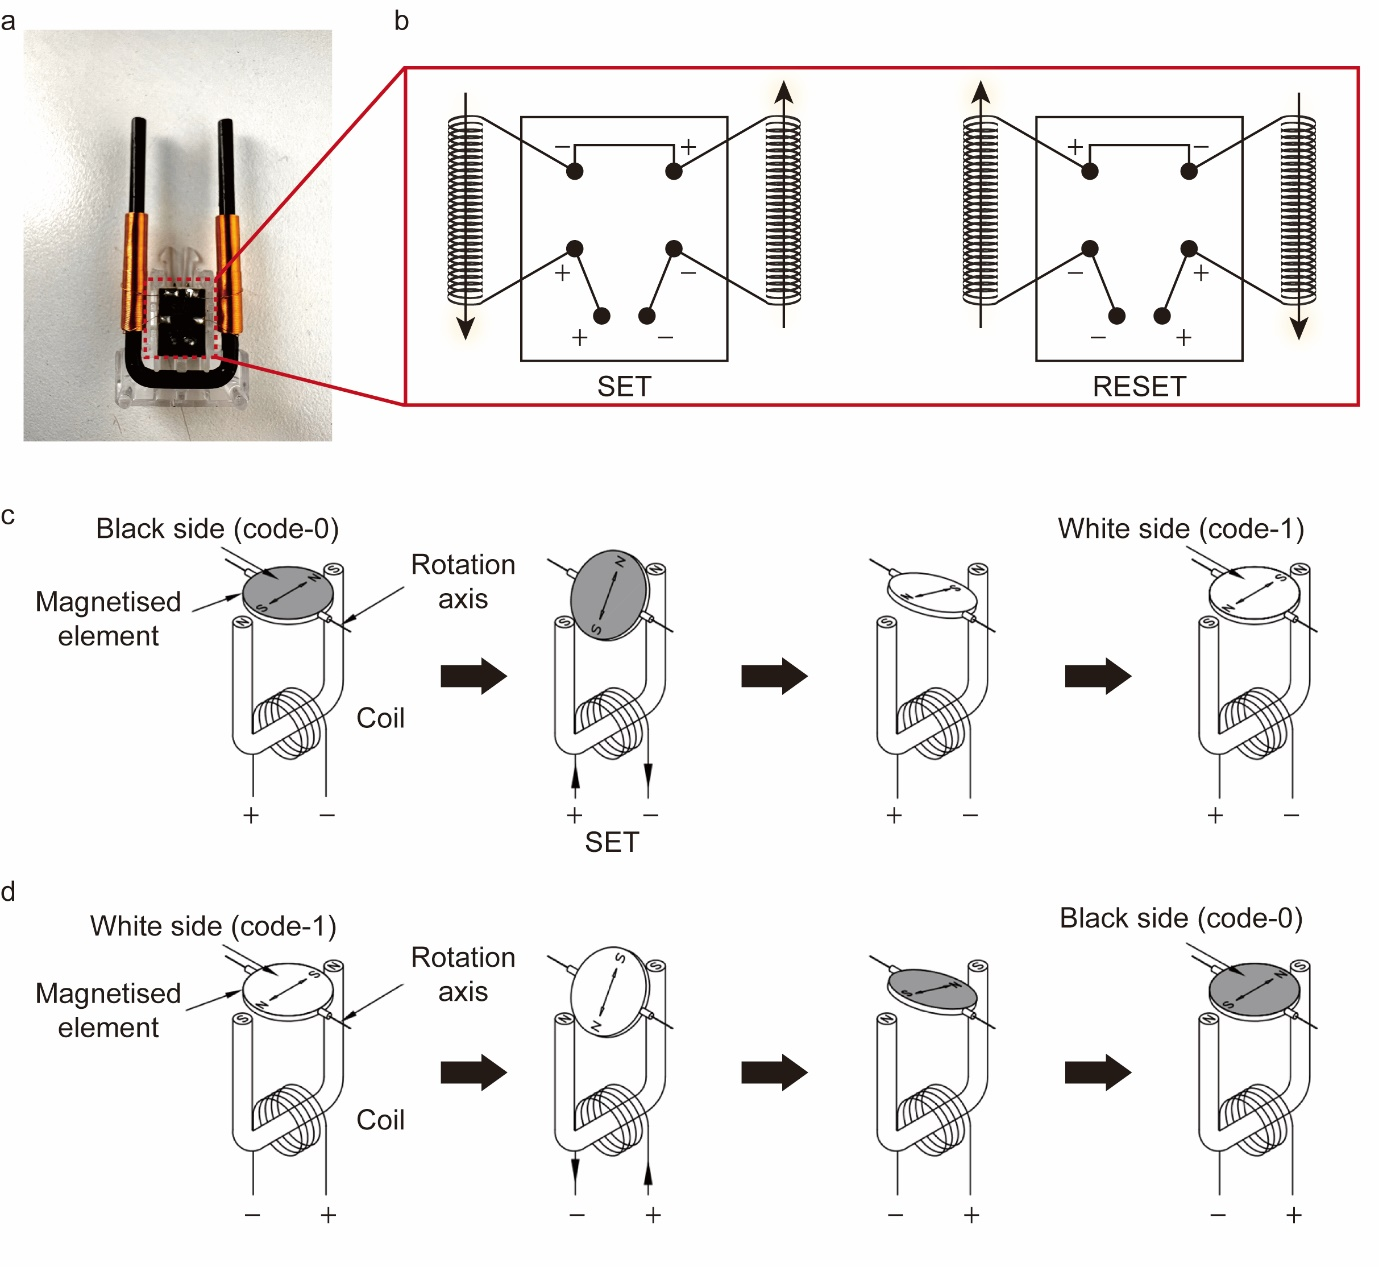 a
b
− + + −
+ − − +
+ − − +
SET RESET
c
Black side (code-0)
White side (code-1)
Rotation
axis
Magnetised
element
N S
S N
S N
N S
N S
S N
N S
S N
Coil
+ − + − + − + −
SET
d
White side (code-1)
Black side (code-0)
Rotation
axis
Magnetised
element
S N
N S
S S
N N
S H
S N
N S
S N
Coil
− + − + − + − +